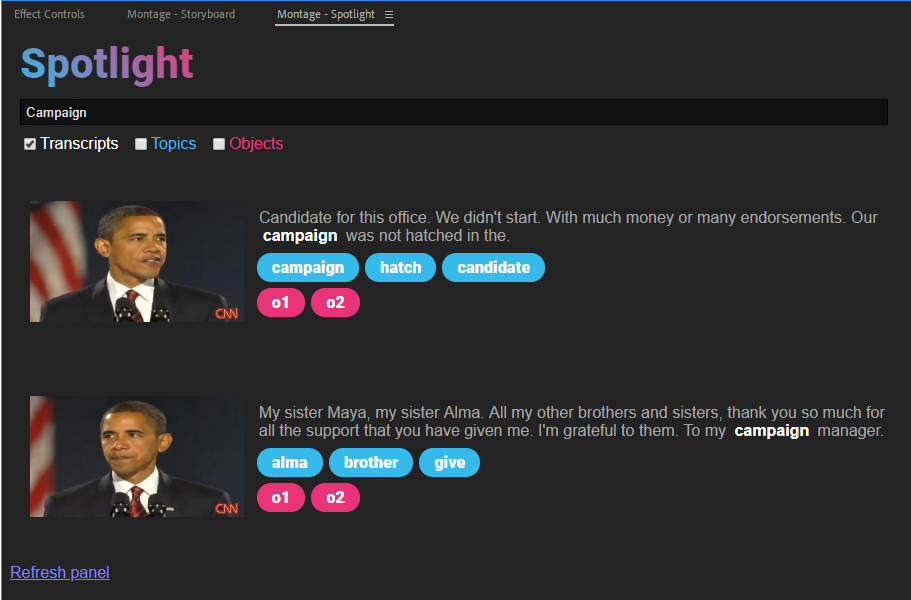 Effect Controls Montage - Storyboard Montage - Spotlight
Spotlight
Campaign
Transcripts Topics Objects
Candidate for this office. We didn't start. With much money or many endorsements. Our
campaign was not hatched in the.
campaign hatch candidate
o1 o2
CNN
My sister Maya, my sister Alma. All my other brothers and sisters, thank you so much for
all the support that you have given me. I'm grateful to them. To my campaign manager.
alma brother give
o1 o2
CNN
Refresh panel